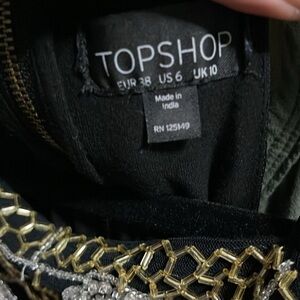 TOPSHOP
EUR 38 US 6 UK 10
Made in
India
RN 125149